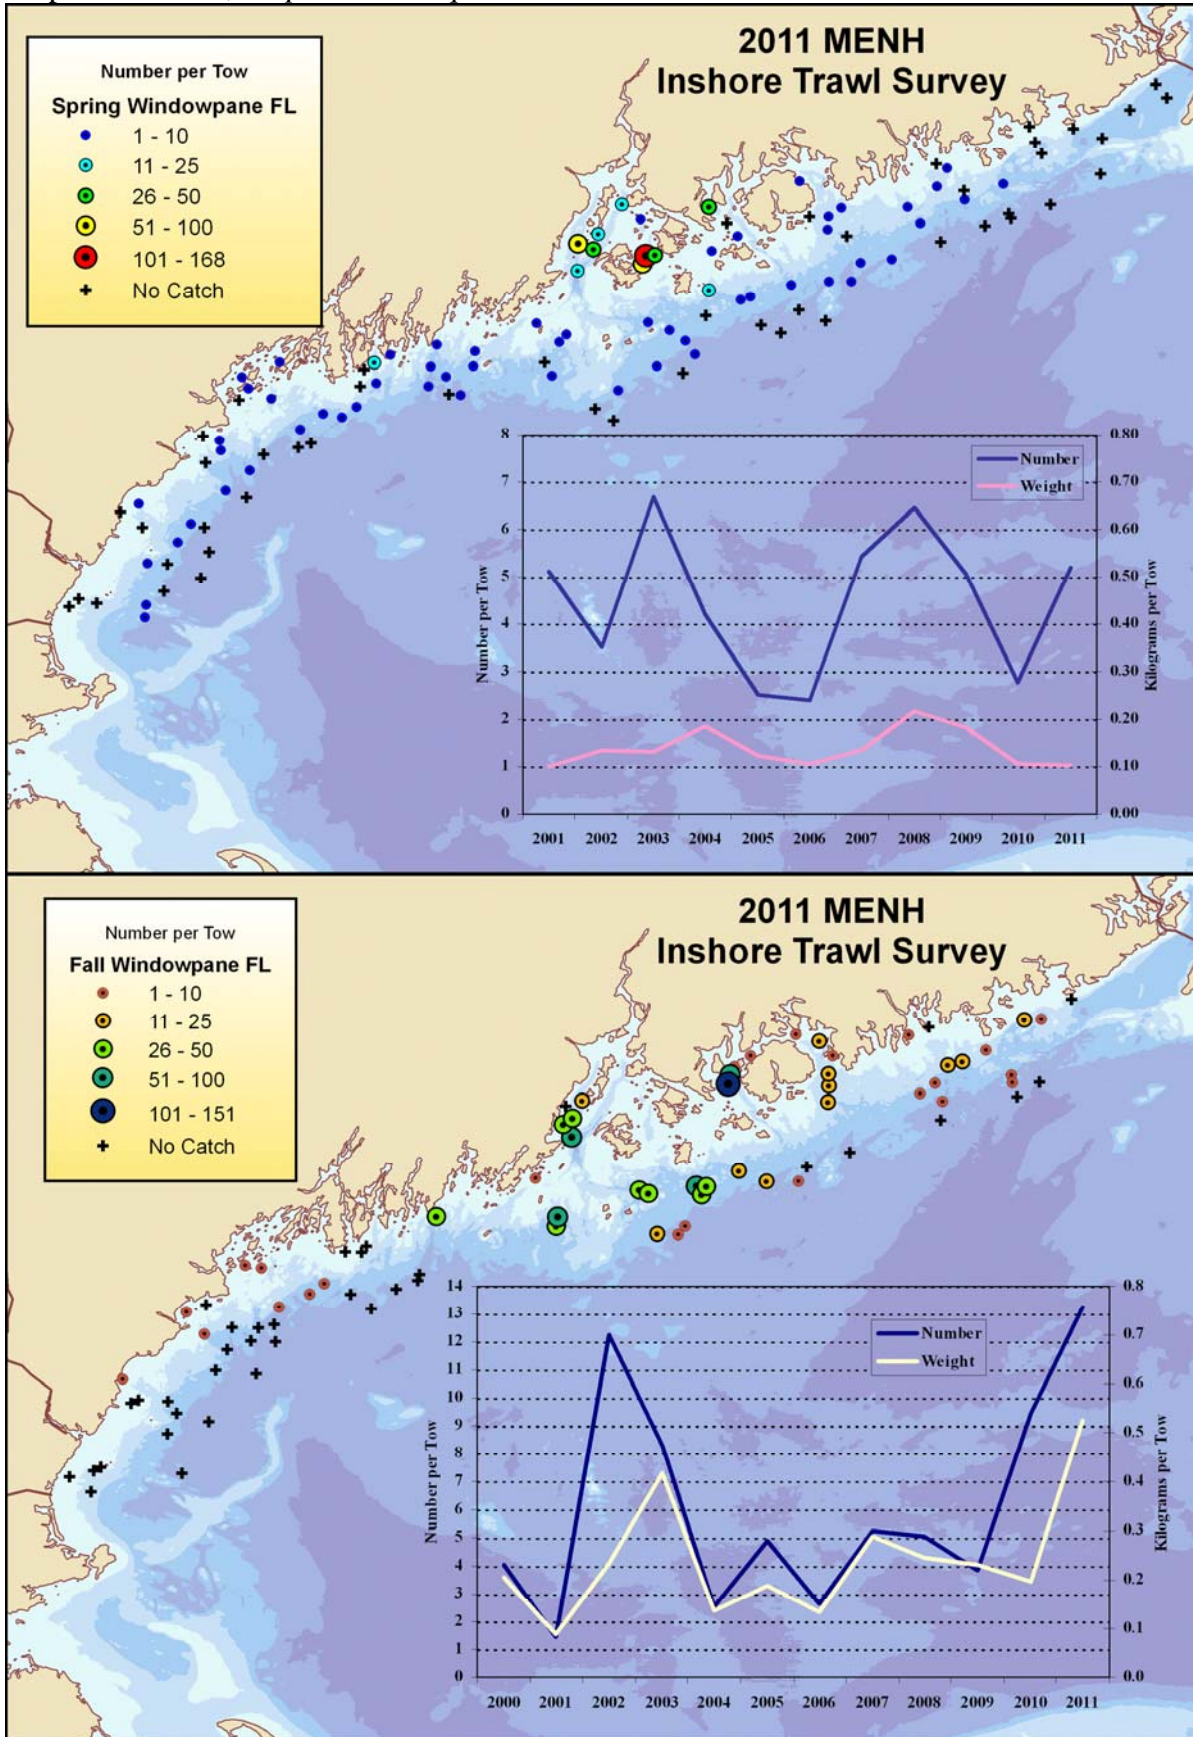 2011 MENH
Inshore Trawl Survey
Number per Tow
Spring Windowpane FL
1 - 10
11 - 25
26 - 50
51 - 100
101 - 168
No Catch
8
7
6
5
4
3
2
1
0
Number per Tow
Number
Weight
0.80
0.70
0.60
0.50
0.40
0.30
0.20
0.10
0.00
Kilograms per Tow
2001 2002 2003 2004 2005 2006 2007 2008 2009 2010 2011
2011 MENH
Inshore Trawl Survey
Number per Tow
Fall Windowpane FL
1 - 10
11 - 25
26 - 50
51 - 100
101 - 151
No Catch
14
13
12
11
10
9
8
7
6
5
4
3
2
1
0
Number per Tow
Number
Weight
0.8
0.7
0.6
0.5
0.4
0.3
0.2
0.1
0.0
Kilograms per Tow
2000 2001 2002 2003 2004 2005 2006 2007 2008 2009 2010 2011